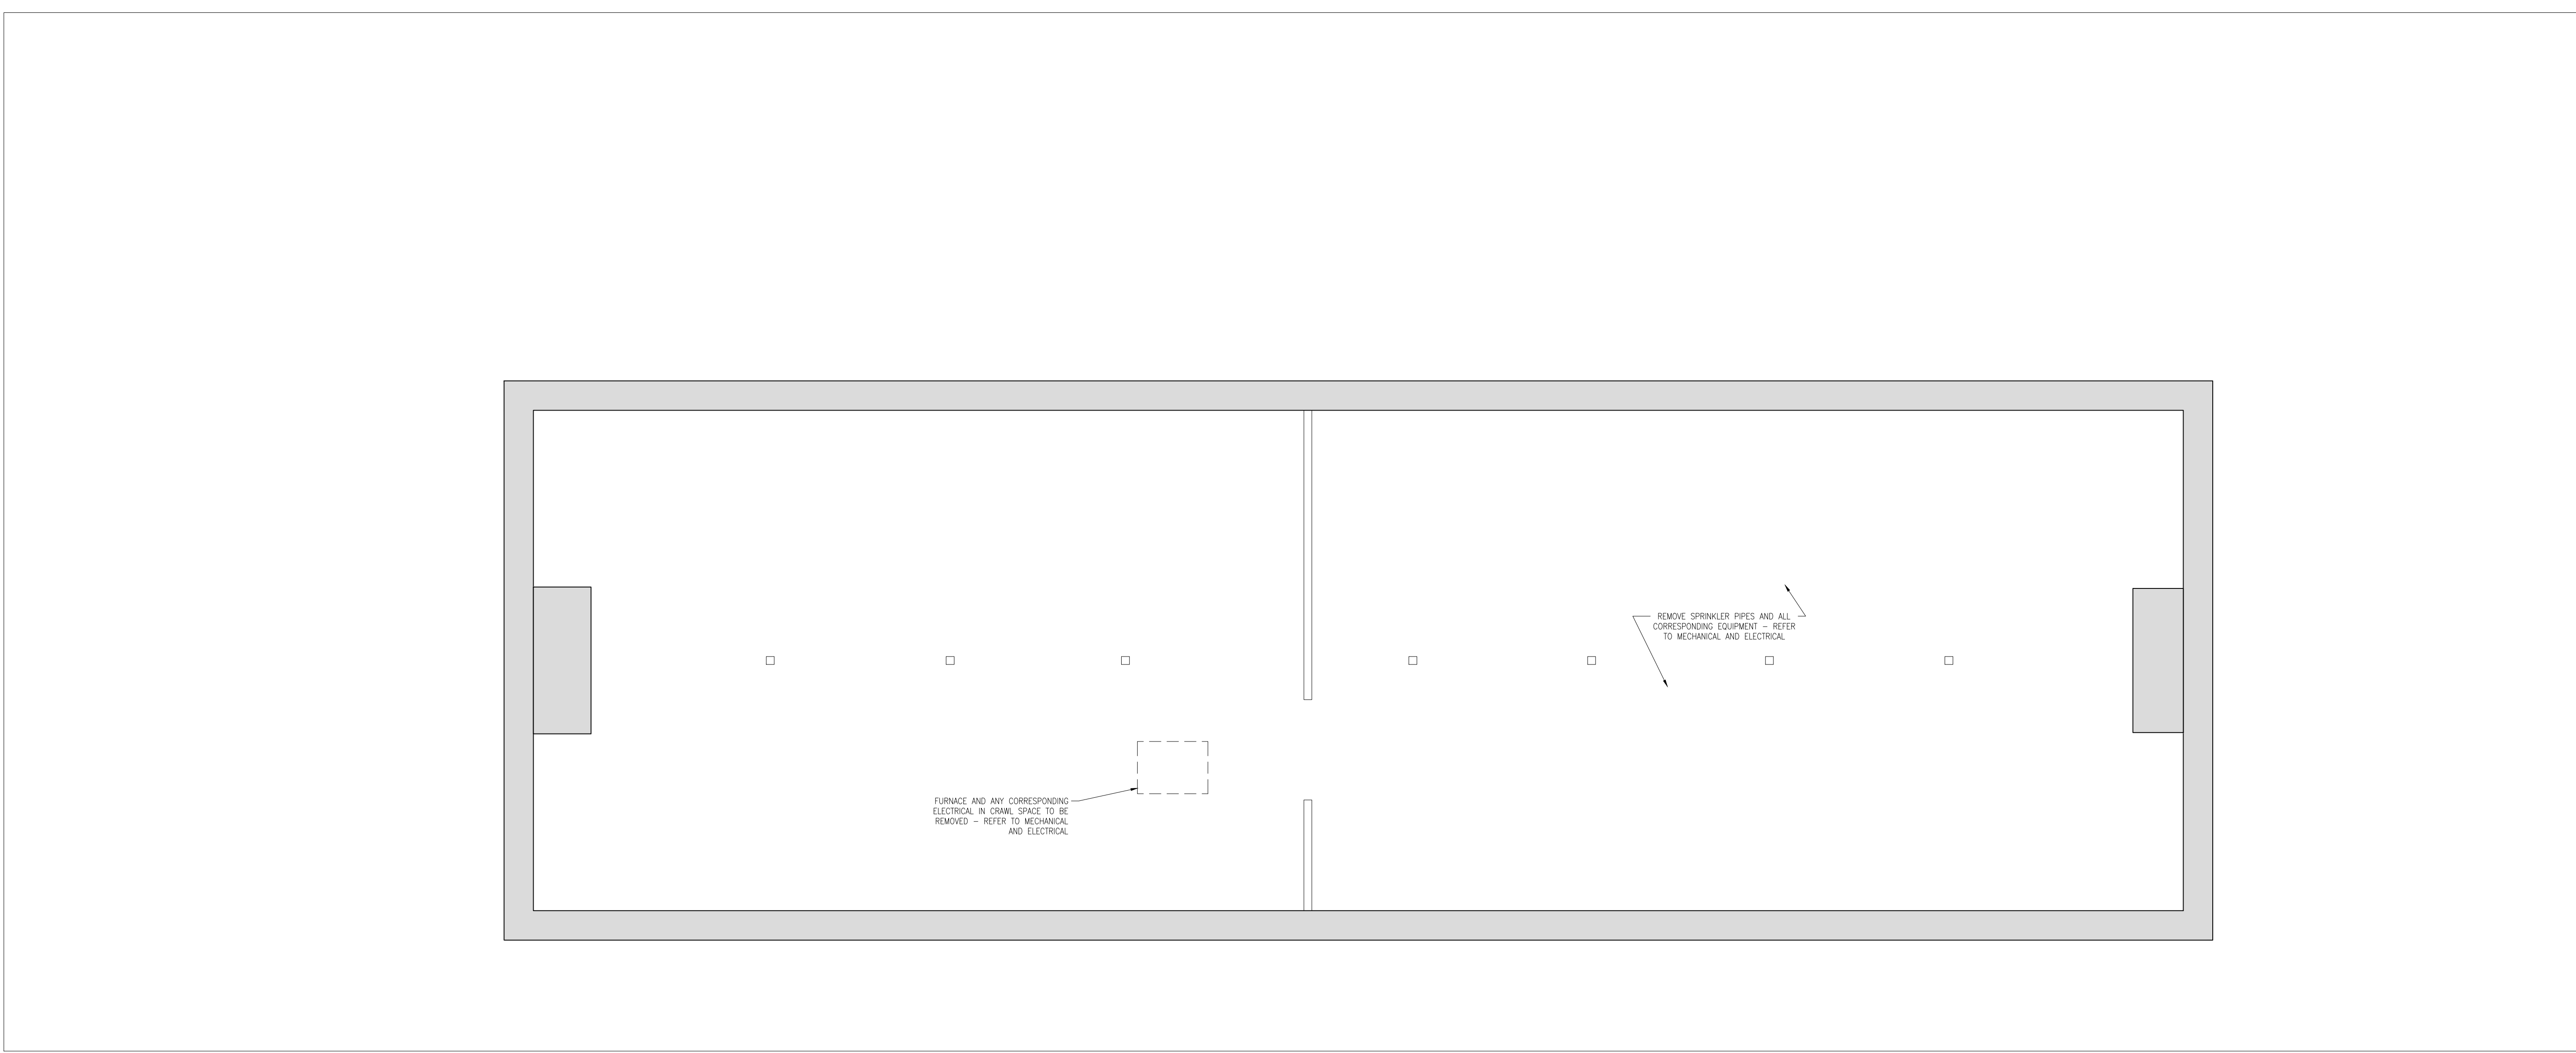 REMOVE SPRINKLER PIPES AND ALL
CORRESPONDING EQUIPMENT – REFER
TO MECHANICAL AND ELECTRICAL
FURNACE AND ANY CORRESPONDING
ELECTRICAL IN CRAWL SPACE TO BE
REMOVED – REFER TO MECHANICAL
AND ELECTRICAL